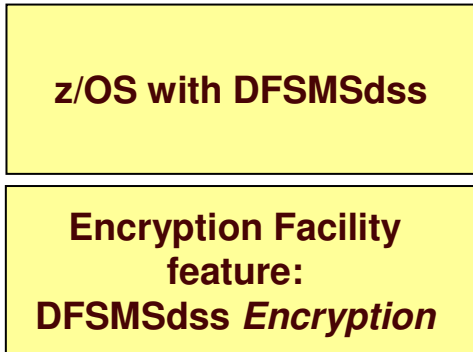 z/OS with DFSMSdss
Encryption Facility
feature:
DFSMSdss Encryption